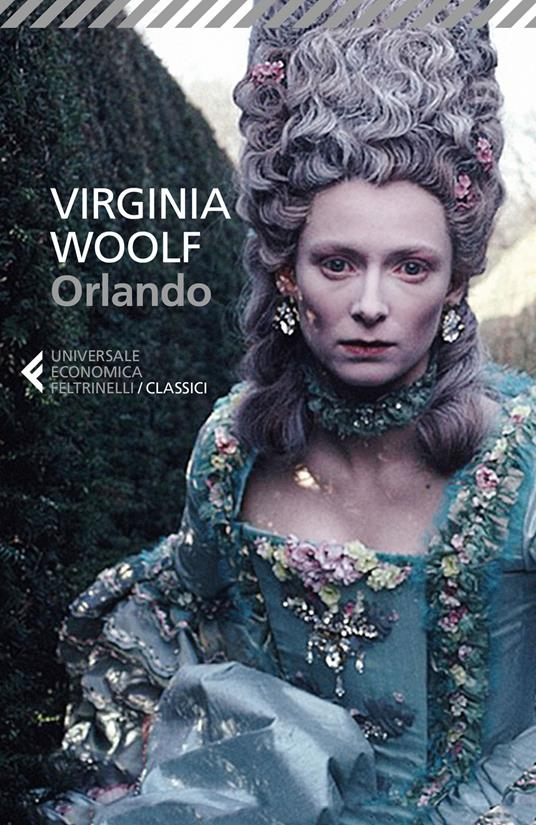 VIRGINIA
WOOLF
Orlando
UNIVERSALE
ECONOMICA
FELTRINELLI / CLASSICI